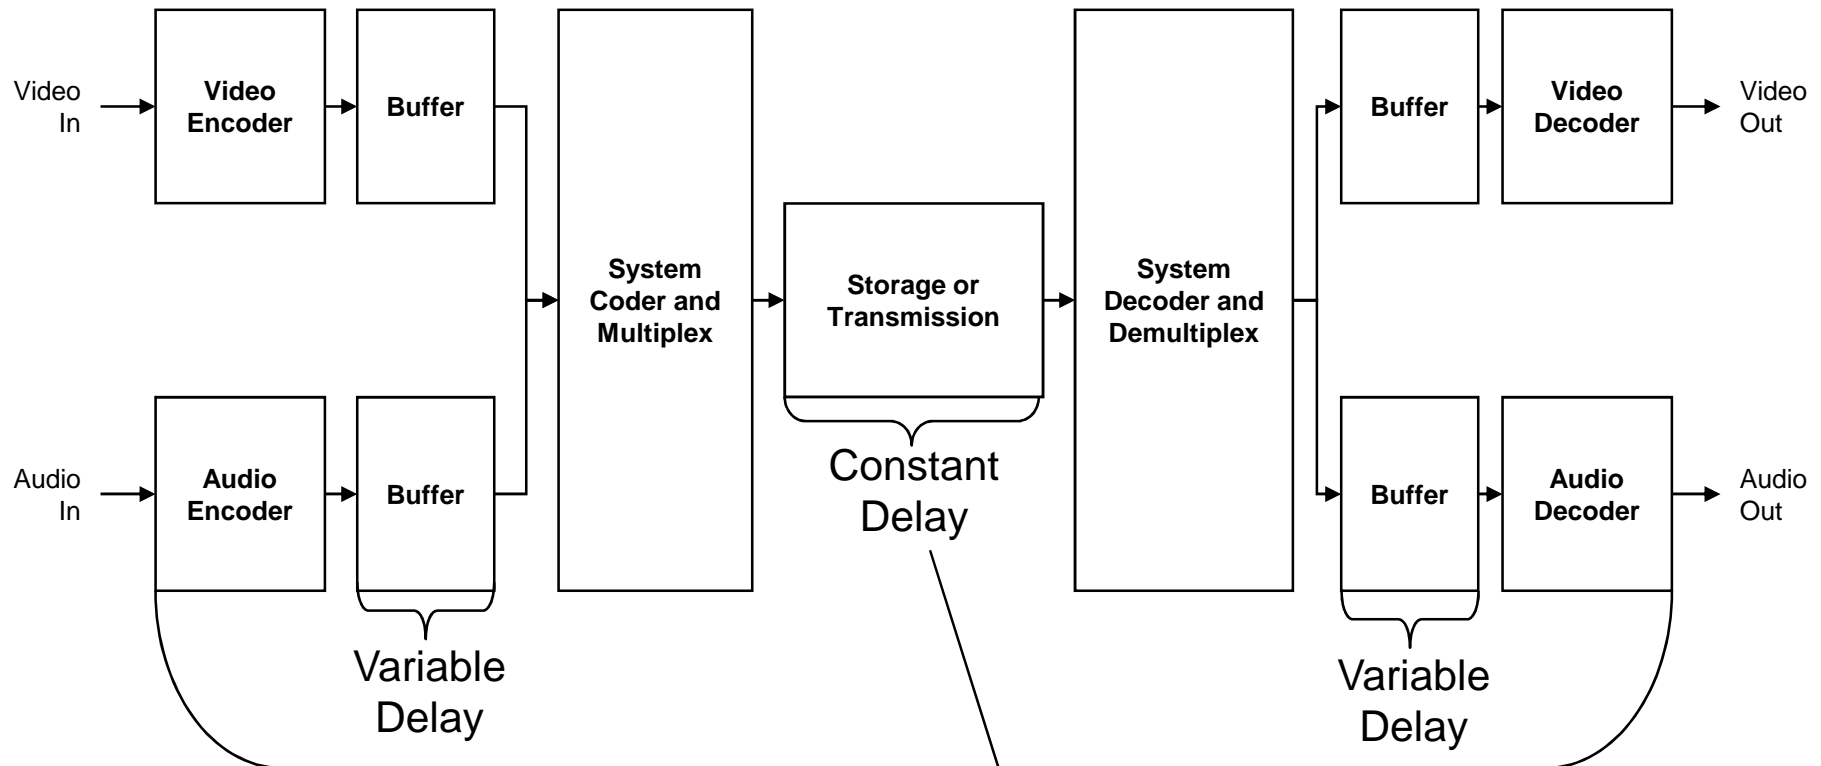 Video
In
Video
Encoder
Buffer
System
Coder and
Multiplex
Storage or
Transmission
System
Decoder and
Demultiplex
Buffer
Video
Decoder
Video
Out
Audio
In
Audio
Encoder
Buffer
Constant
Delay
Buffer
Audio
Decoder
Audio
Out
Variable
Delay
Variable
Delay